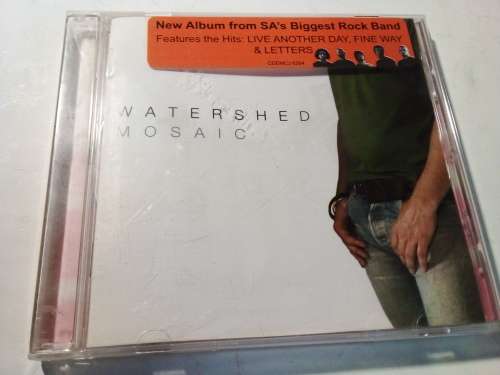 New Album from SA's Biggest Rock Band
Features the Hits: LIVE ANOTHER DAY, FINE WAY
& LETTERS
WATERSHED
MOSAIC